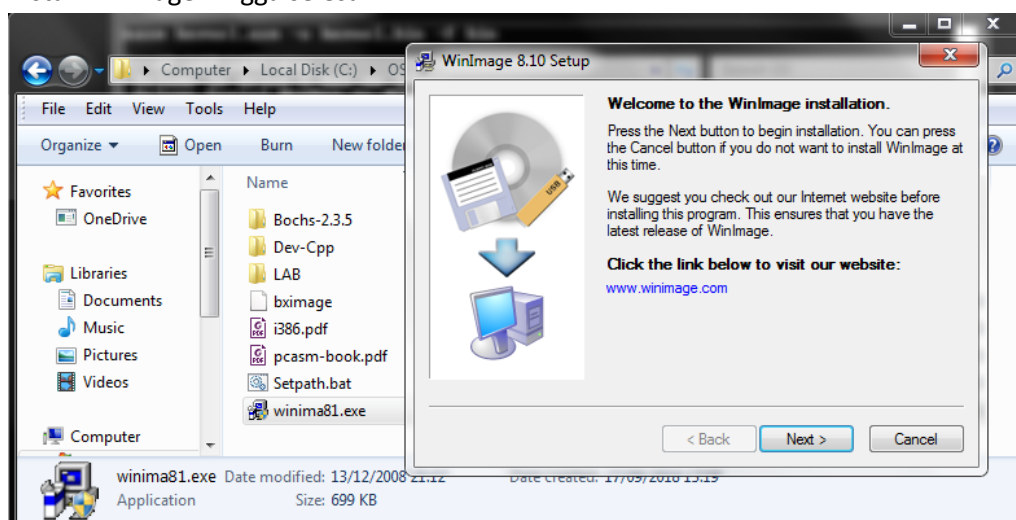 WinImage 8.10 Setup
Computer Local Disk (C:) OS
File Edit View Tools Help
Organize Open Burn New folder
Favorites
OneDrive
Libraries
Documents
Music
Pictures
Videos
Computer
Name
Bochs-2.3.5
Dev-Cpp
LAB
bximage
i386.pdf
pcasm-book.pdf
Setpath.bat
winima81.exe
USB
Welcome to the WinImage installation.
Press the Next button to begin installation. You can press
the Cancel button if you do not want to install WinImage at
this time.
We suggest you check out our Internet website before
installing this program. This ensures that you have the
latest release of WinImage.
Click the link below to visit our website:
www.winimage.com
< Back Next > Cancel
winima81.exe Date modified: 13/12/2008 21:12
Application Size: 699 KB